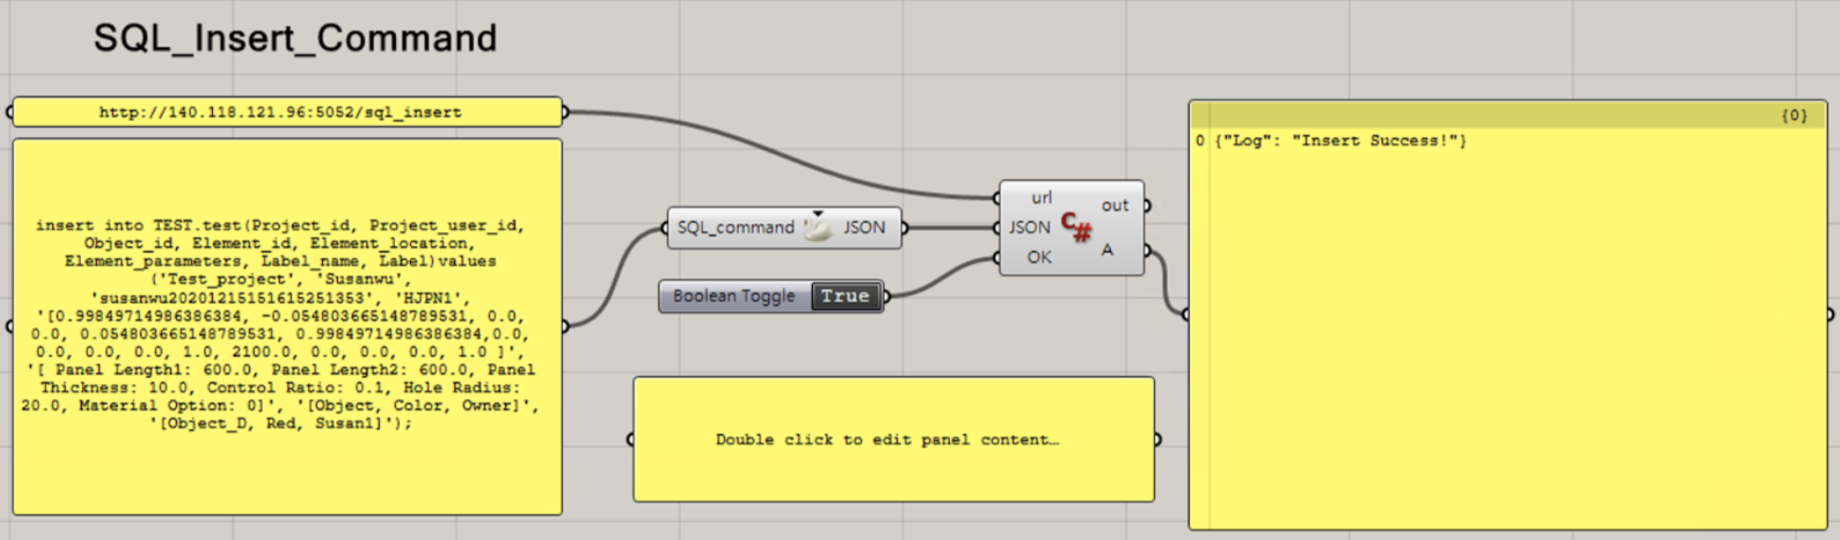 SQL_Insert_Command
http://140.118.121.96:5052/sql_insert
insert into TEST.test(Project_id, Project_user_id,
Object_id, Element_id, Element_location,
Element_parameters, Label_name, Label)values
('Test_project', 'Susanwu',
'susanwu20201215151615251353', 'HJPN1',
'[0.99849714986386384, -0.054803665148789531, 0.0,
0.0, 0.054803665148789531, 0.99849714986386384,0.0,
0.0, 0.0, 0.0, 1.0, 2100.0, 0.0, 0.0, 0.0, 1.0 ]',
'[ Panel Length1: 600.0, Panel Length2: 600.0, Panel
Thickness: 10.0, Control Ratio: 0.1, Hole Radius:
20.0, Material Option: 0]', '[Object, Color, Owner]',
'[Object_D, Red, Susan1]');
SQL_command JSON
Boolean Toggle True
url
JSON
OK
C#
out
A
Double click to edit panel content…
{0}
0 {"Log": "Insert Success!"}